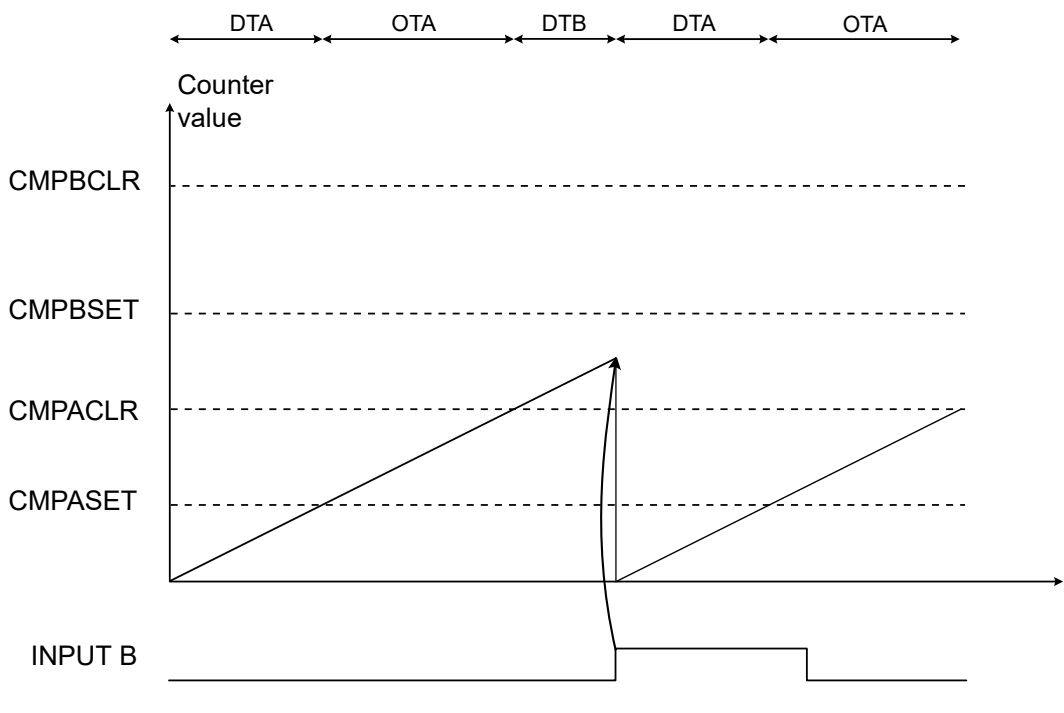 DTA OTA DTB DTA OTA
Counter
value
CMPBCLR
CMPBSET
CMPACLR
CMPASET
INPUT B